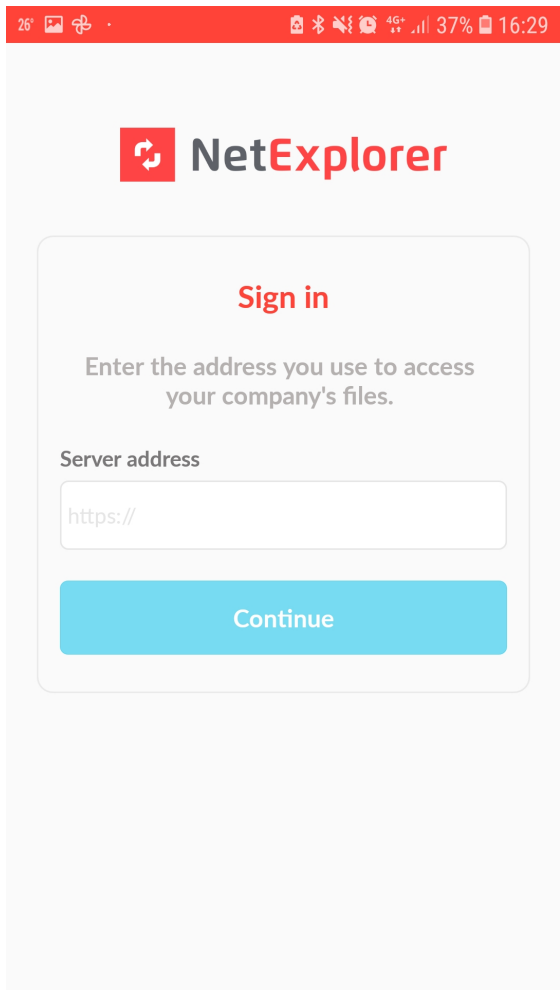 26° 4G+ 37% 16:29
NetExplorer
Sign in
Enter the address you use to access
your company's files.
Server address
https://
Continue